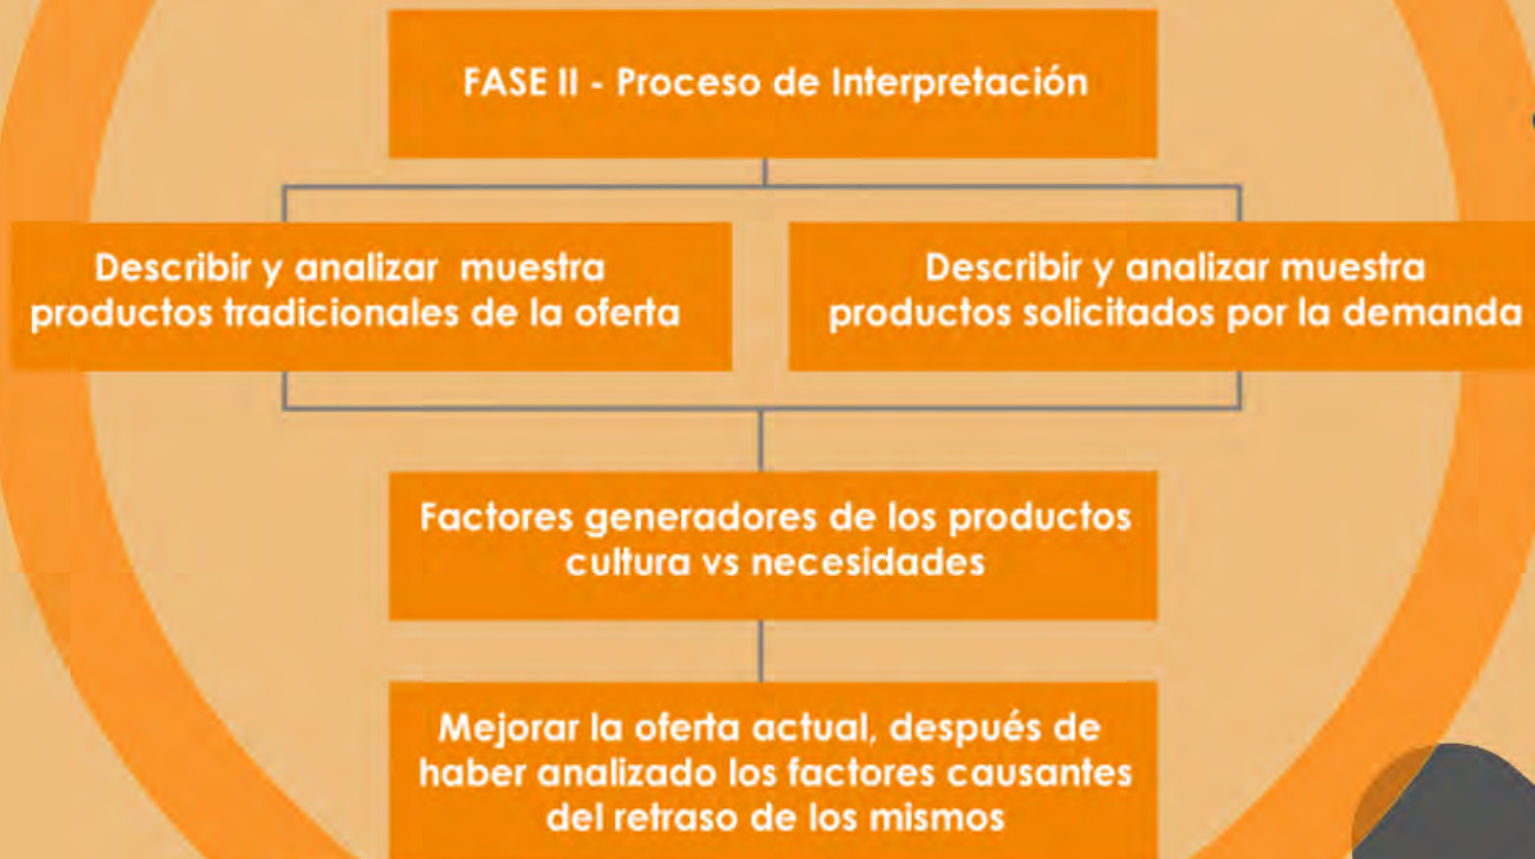 FASE II - Proceso de Interpretación
Describir y analizar muestra
productos tradicionales de la oferta
Describir y analizar muestra
productos solicitados por la demanda
Factores generadores de los productos
cultura vs necesidades
Mejorar la oferta actual, después de
haber analizado los factores causantes
del retraso de los mismos